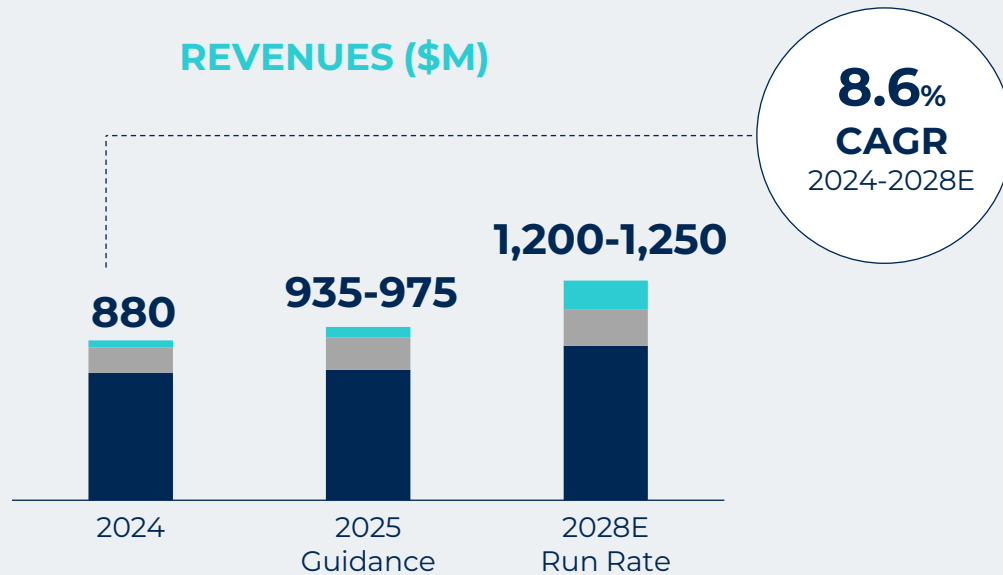 REVENUES ($M)
8.6%
CAGR
2024-2028E
1,200-1,250
935-975
880
2024
2025
Guidance
2028E
Run Rate